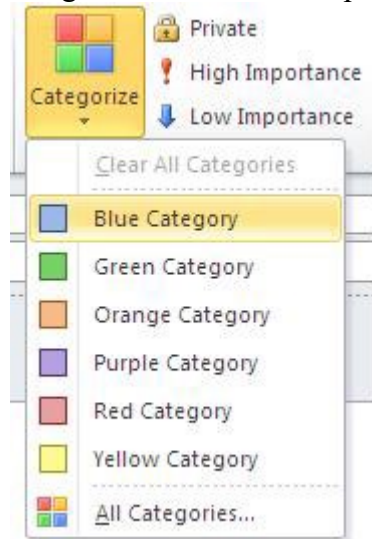 Private
High Importance
Categorize
Low Importance
Clear All Categories
Blue Category
Green Category
Orange Category
Purple Category
Red Category
Yellow Category
All Categories...